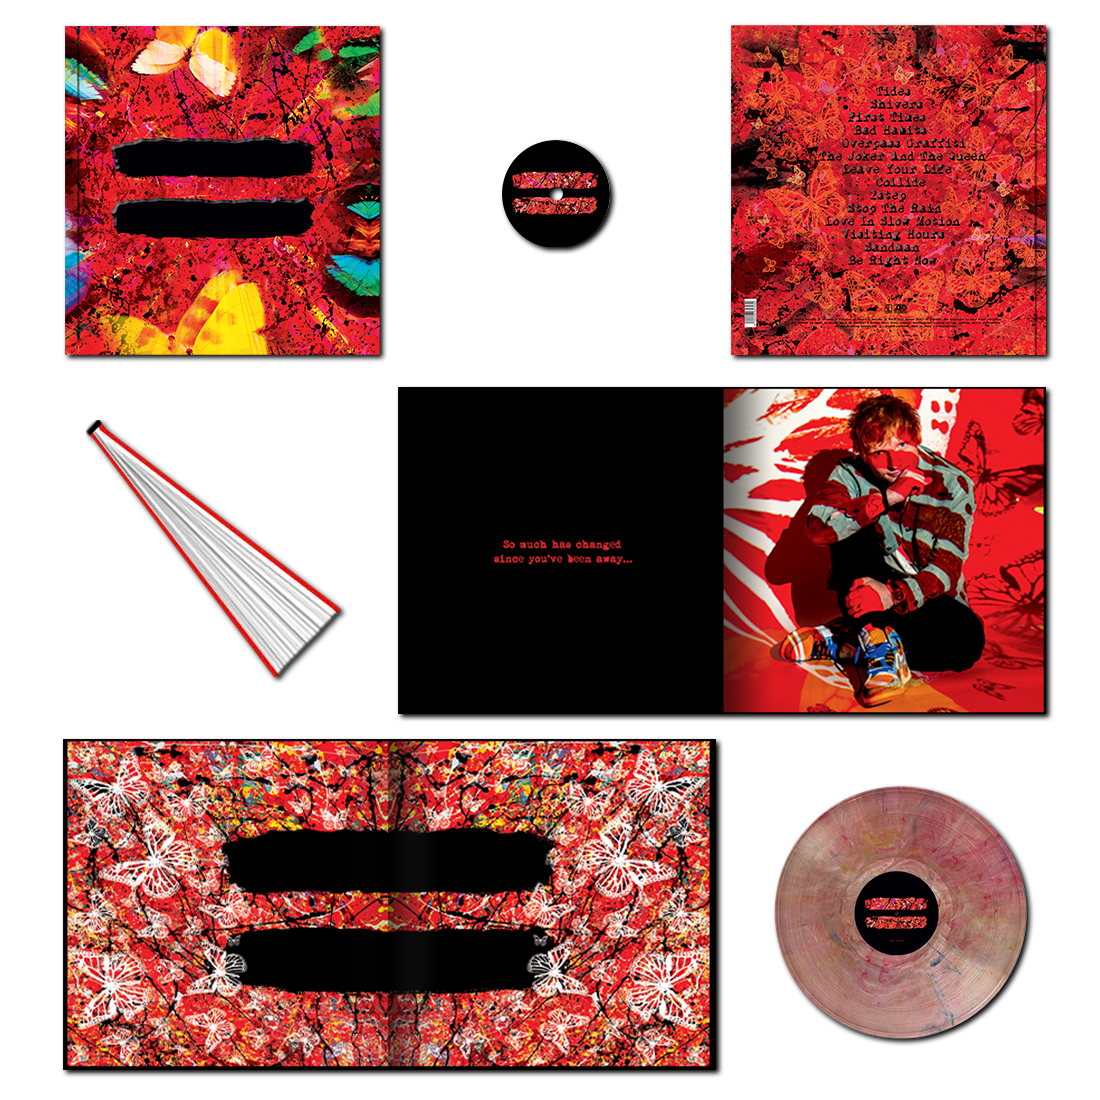 Tides
Shivers
First Times
Bad Habits
Overpass Graffiti
The Joker And The Queen
Leave Your Life
Collide
2step
Stop The Rain
Love In Slow Motion
Visiting Hours
Sandman
Be Right Now
So much has changed
since you've been away...